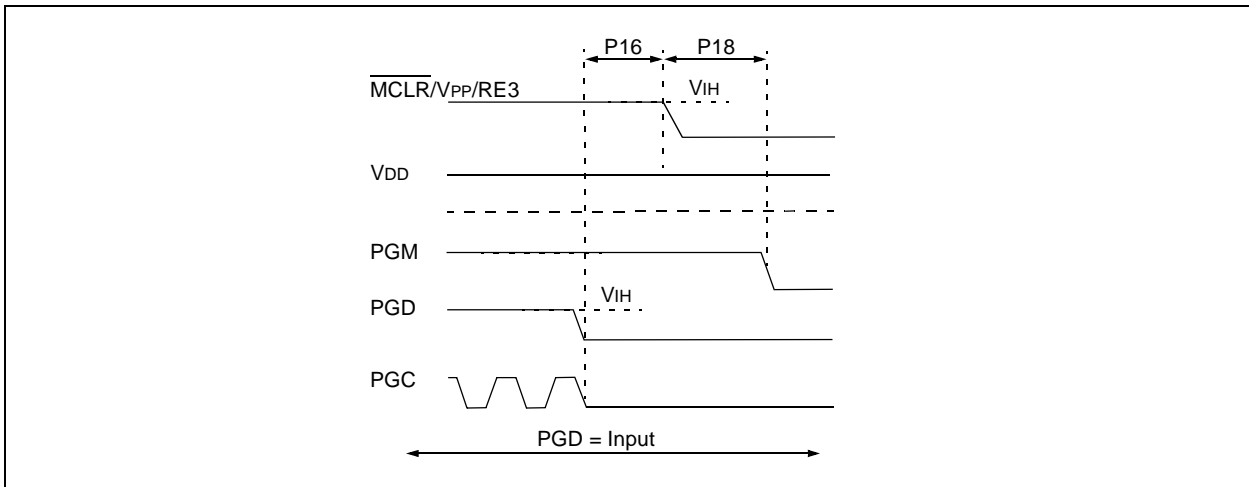 P16 P18
MCLR/VPP/RE3 VIH
VDD
PGM
VIH
PGD
PGC
PGD = Input